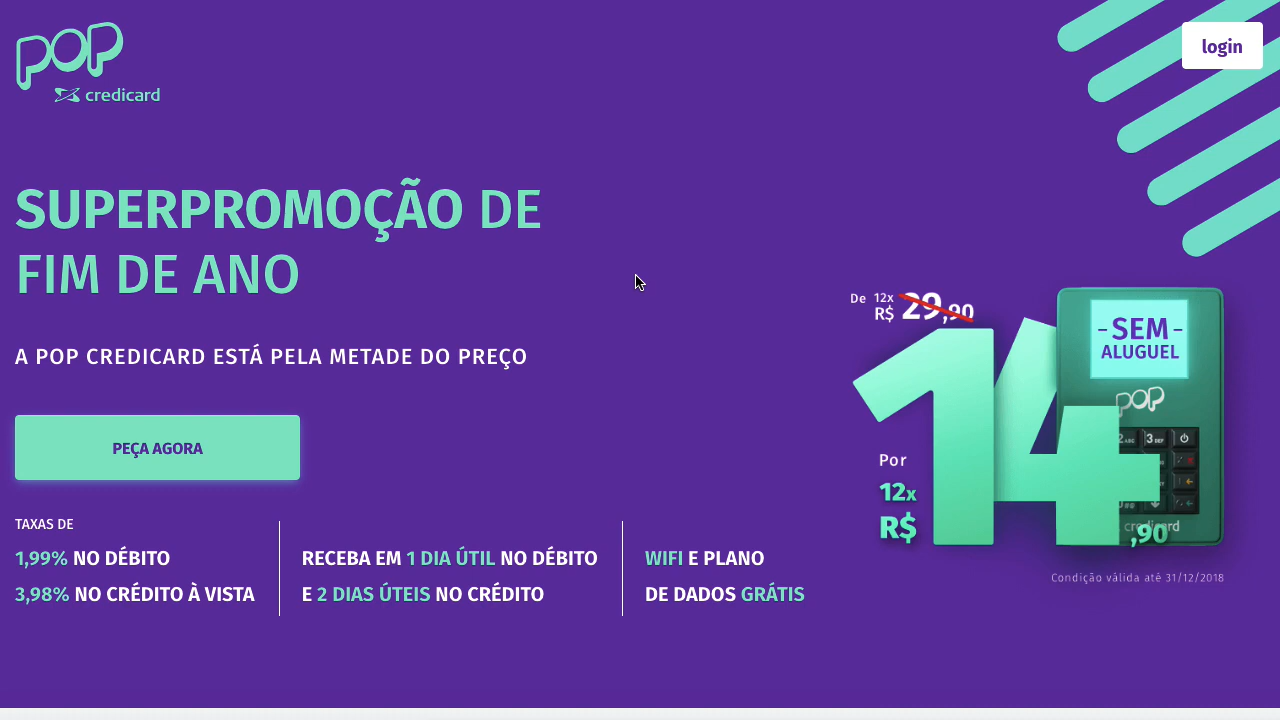 pop
credicard
login
SUPERPROMOÇÃO DE
FIM DE ANO
A POP CREDICARD ESTÁ PELA METADE DO PREÇO
PEÇA AGORA
TAXAS DE
1,99% NO DÉBITO
3,98% NO CRÉDITO À VISTA
RECEBA EM 1 DIA ÚTIL NO DÉBITO
E 2 DIAS ÚTEIS NO CRÉDITO
WIFI E PLANO
DE DADOS GRÁTIS
De 12x R$ 29,90
Por
12x
R$ 14,90
- SEM -
ALUGUEL
pop
credicard
Condição válida até 31/12/2018